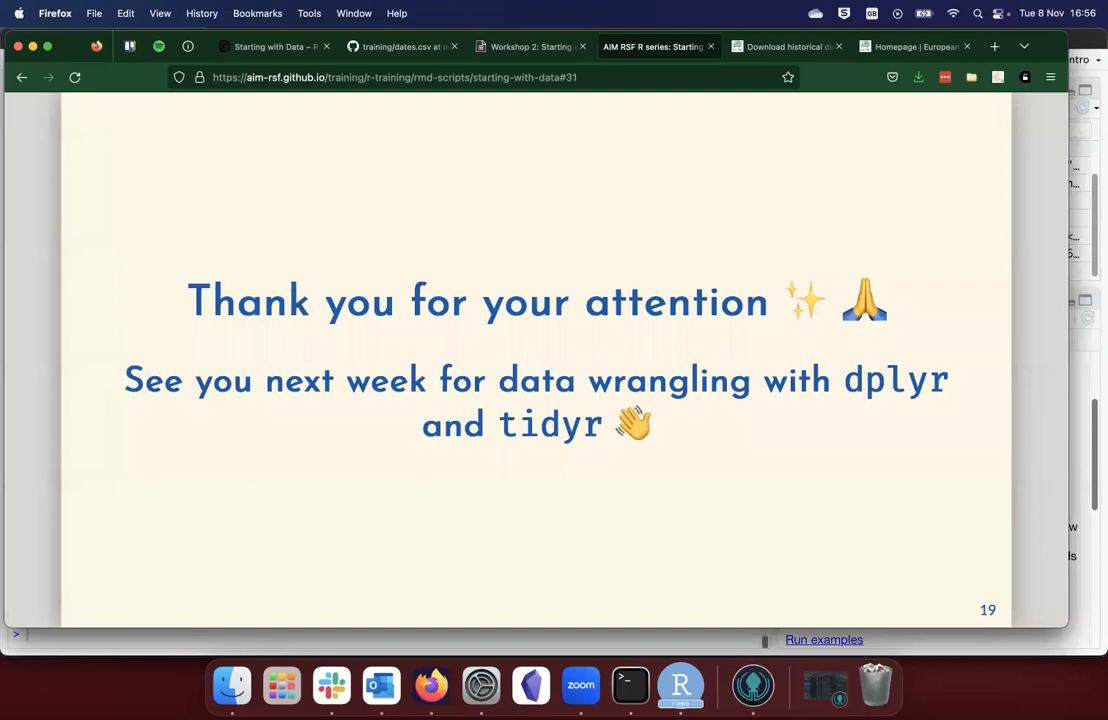 Firefox File Edit View History Bookmarks Tools Window Help
GB
Tue 8 Nov 16:56
Starting with Data – R
training/dates.csv at m
Workshop 2: Starting
AIM RSF R series: Starting
Download historical d
Homepage | European
ntro
https://aim-rsf.github.io/training/r-training/rmd-scripts/starting-with-data#31
Thank you for your attention ✨ 🙏
See you next week for data wrangling with dplyr
and tidyr 👋
19
>
Run examples
zoom
R
r-intro